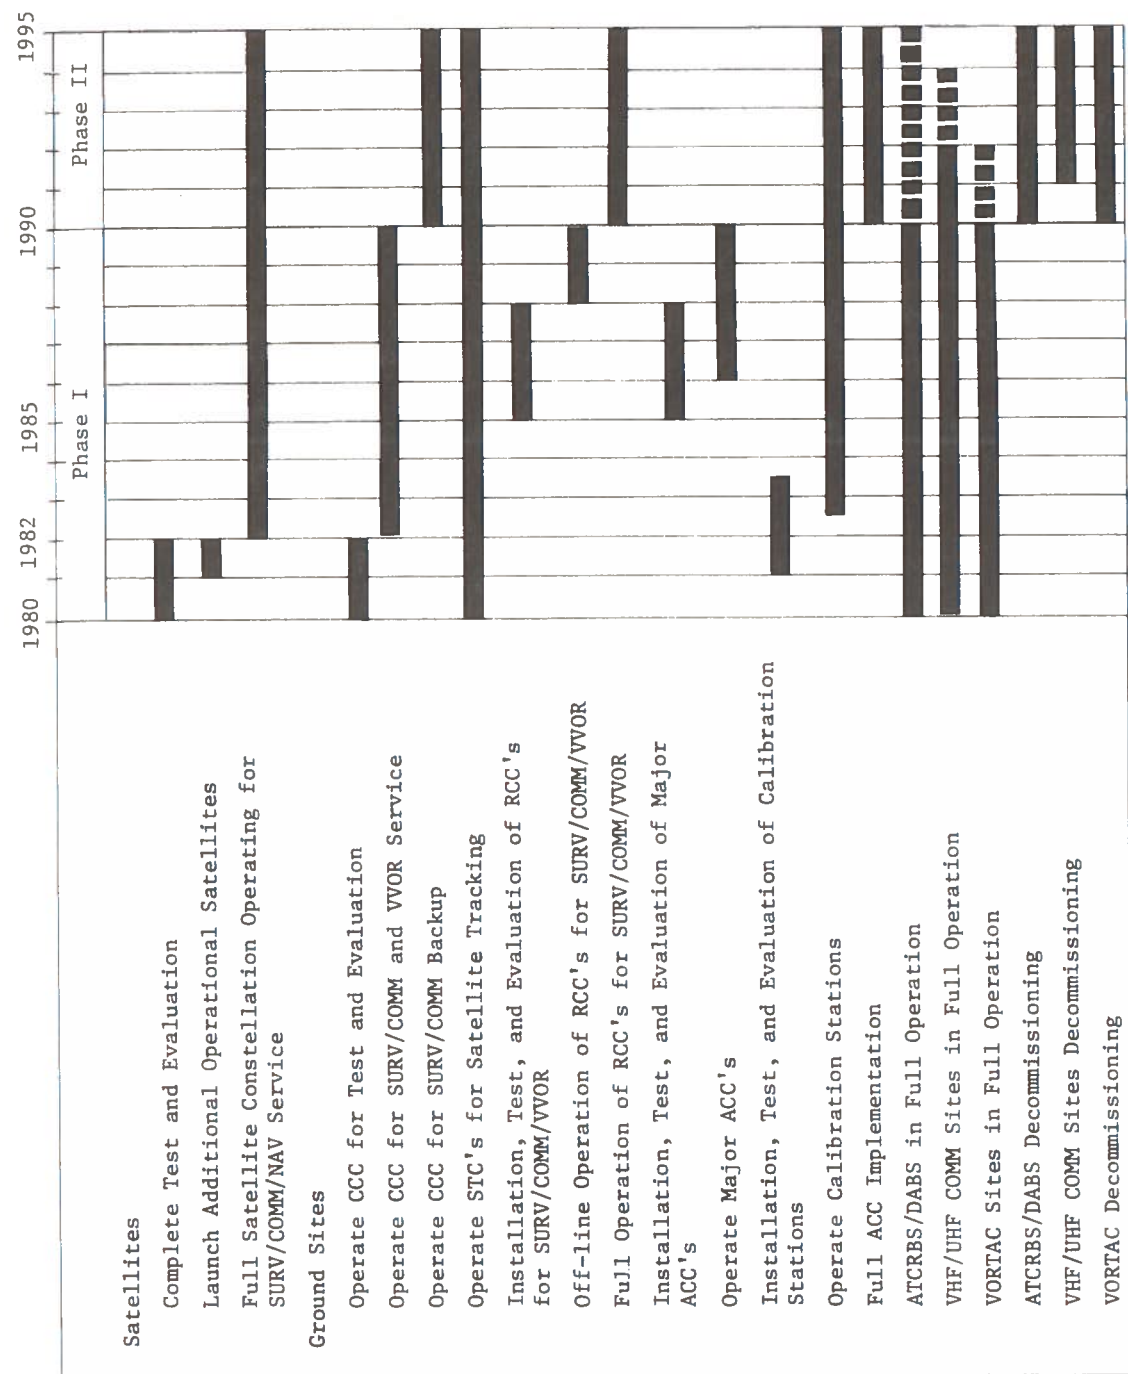 1980 1982 1985 1990 1995
Phase I Phase II
Satellites
Complete Test and Evaluation
Launch Additional Operational Satellites
Full Satellite Constellation Operating for
SURV/COMM/NAV Service
Ground Sites
Operate CCC for Test and Evaluation
Operate CCC for SURV/COMM and VVOR Service
Operate CCC for SURV/COMM Backup
Operate STC's for Satellite Tracking
Installation, Test, and Evaluation of RCC's
for SURV/COMM/VVOR
Off-line Operation of RCC's for SURV/COMM/VVOR
Full Operation of RCC's for SURV/COMM/VVOR
Installation, Test, and Evaluation of Major
ACC's
Operate Major ACC's
Installation, Test, and Evaluation of Calibration
Stations
Operate Calibration Stations
Full ACC Implementation
ATCRBS/DABS in Full Operation
VHF/UHF COMM Sites in Full Operation
VORTAC Sites in Full Operation
ATCRBS/DABS Decommissioning
VHF/UHF COMM Sites Decommissioning
VORTAC Decommissioning